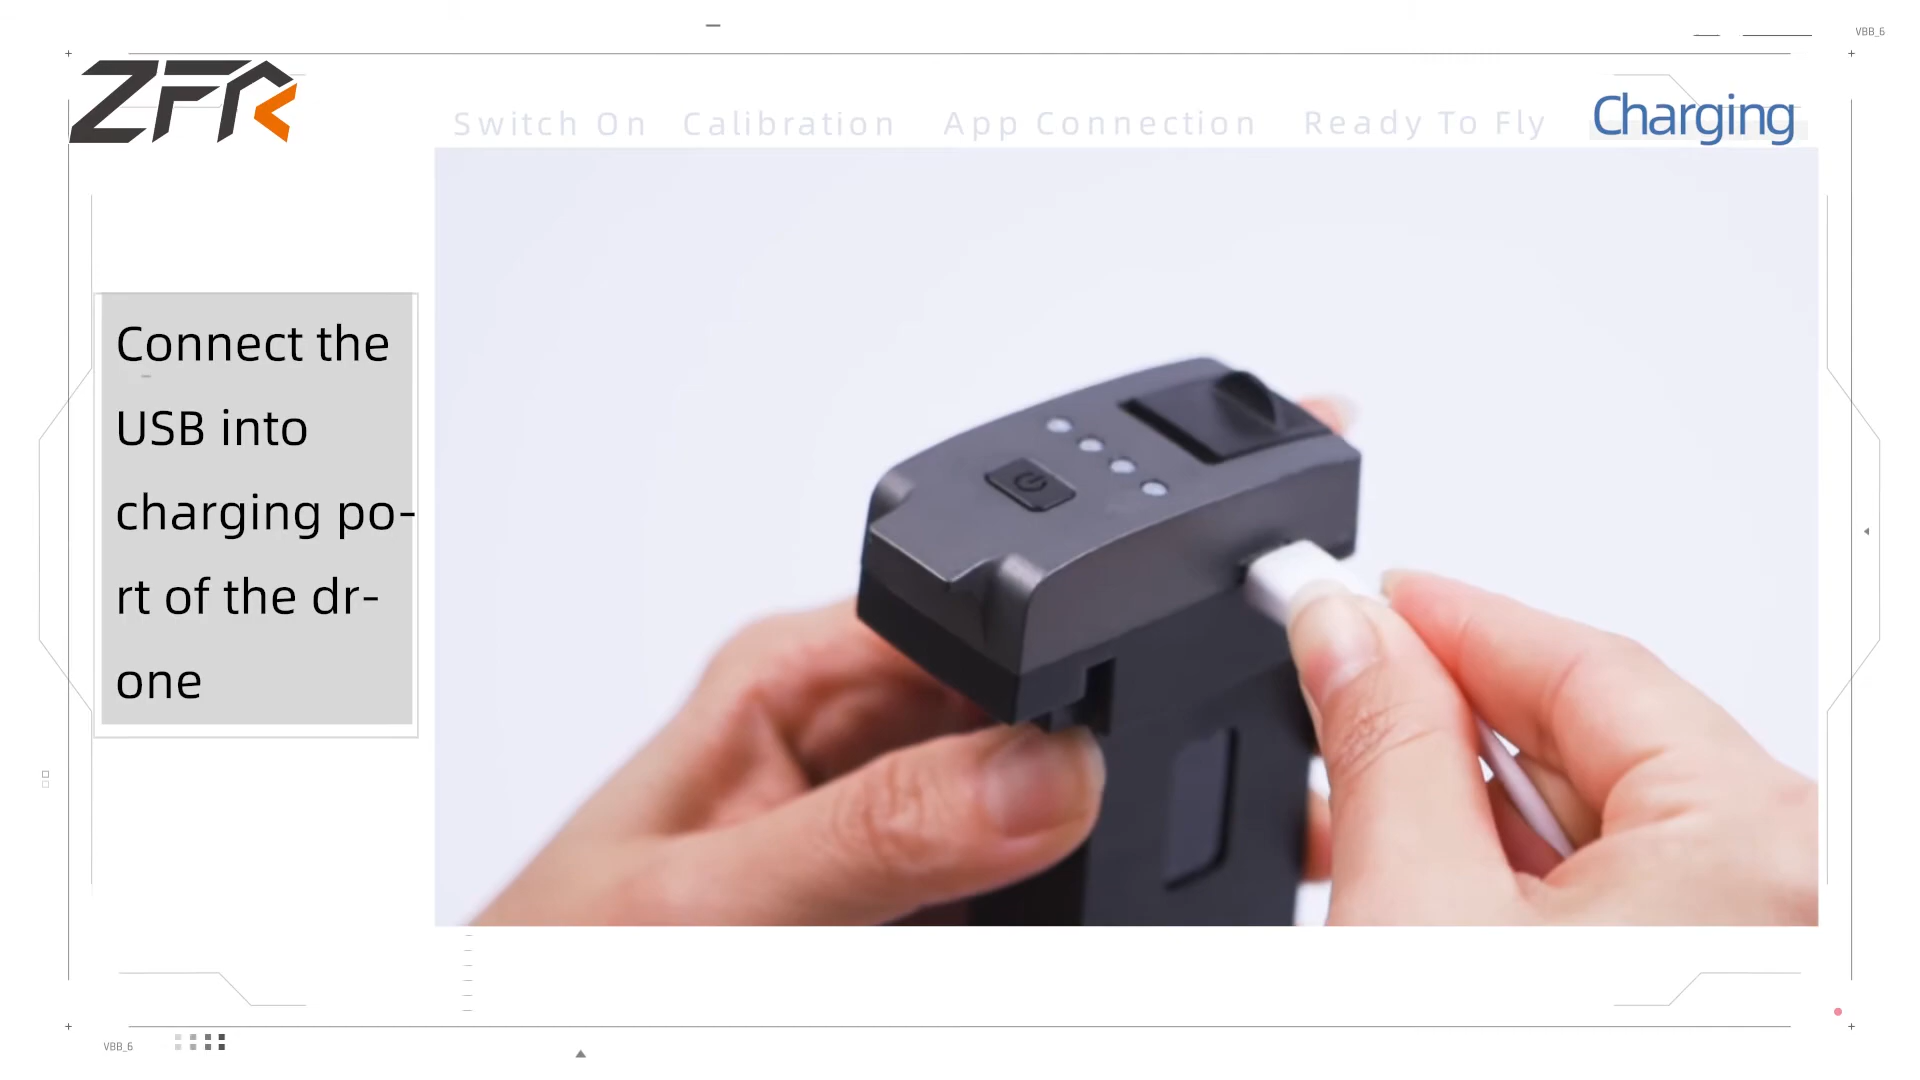 VBB_6
ZFR
Switch On Calibration App Connection Ready To Fly Charging
Connect the
USB into
charging po-
rt of the dr-
one
VBB_6